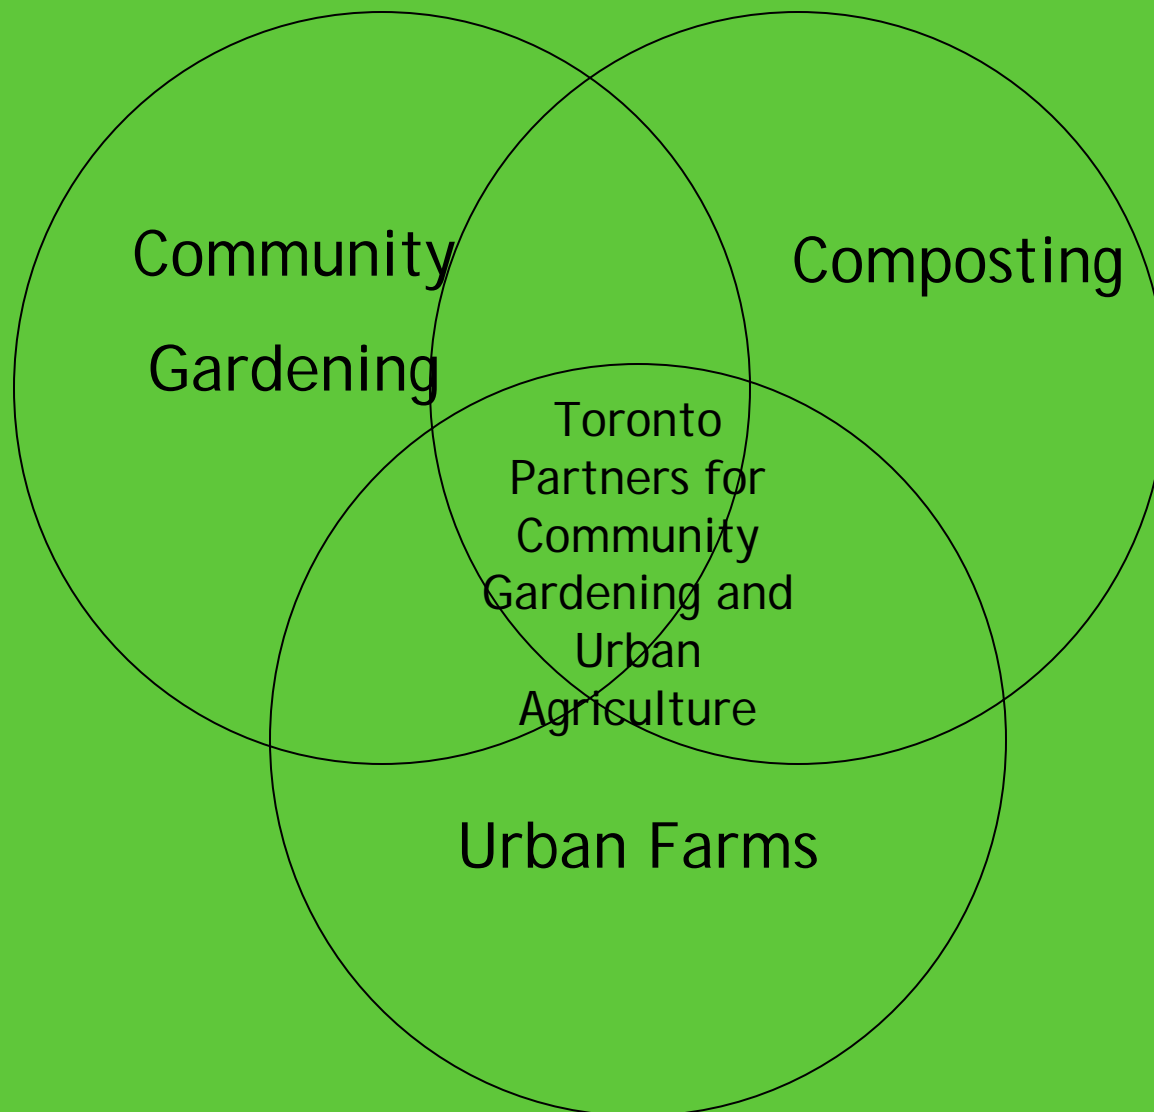 Community
Gardening
Composting
Toronto
Partners for
Community
Gardening and
Urban
Agriculture
Urban Farms